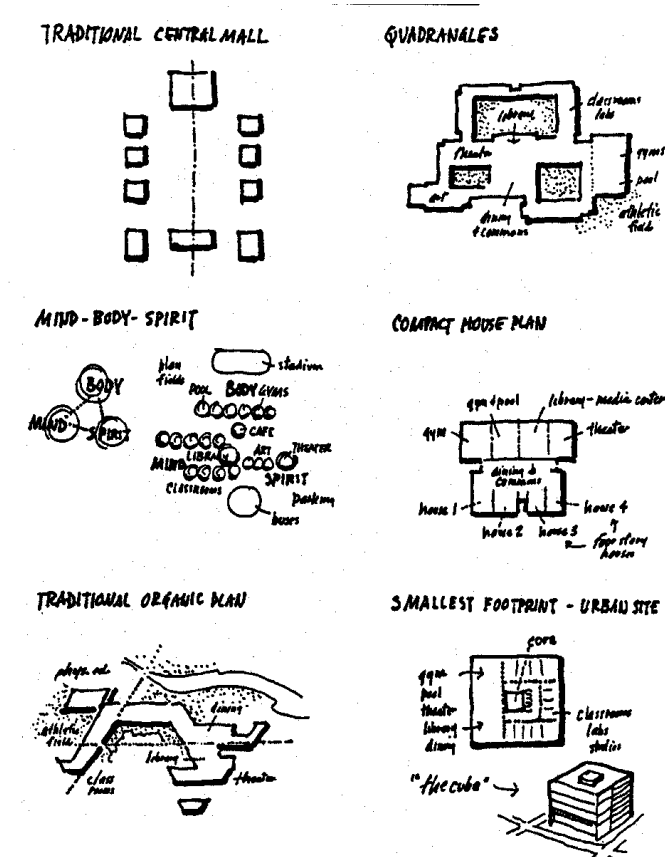 TRADITIONAL CENTRAL MALL
QUADRANGLES
classrooms
labs
library
theater
gyms
pool
art
dining
+ commons
athletic
field
MIND-BODY-SPIRIT
BODY
MIND
SPIRIT
play
fields
stadium
POOL BODY GYMS
CAFE
LIBRARY
ART
THEATER
MIND
SPIRIT
CLASSROOMS
parking
buses
COMPACT HOUSE PLAN
gym
gym + pool
library-media center
theater
dining &
commons
house 1
house 2
house 3
house 4
four story
houses
TRADITIONAL ORGANIC PLAN
phys. ed.
athletic
field
dining
class
rooms
library
theater
SMALLEST FOOTPRINT - URBAN SITE
core
gym
pool
theater
library
dining
classrooms
labs
studios
"the cube"